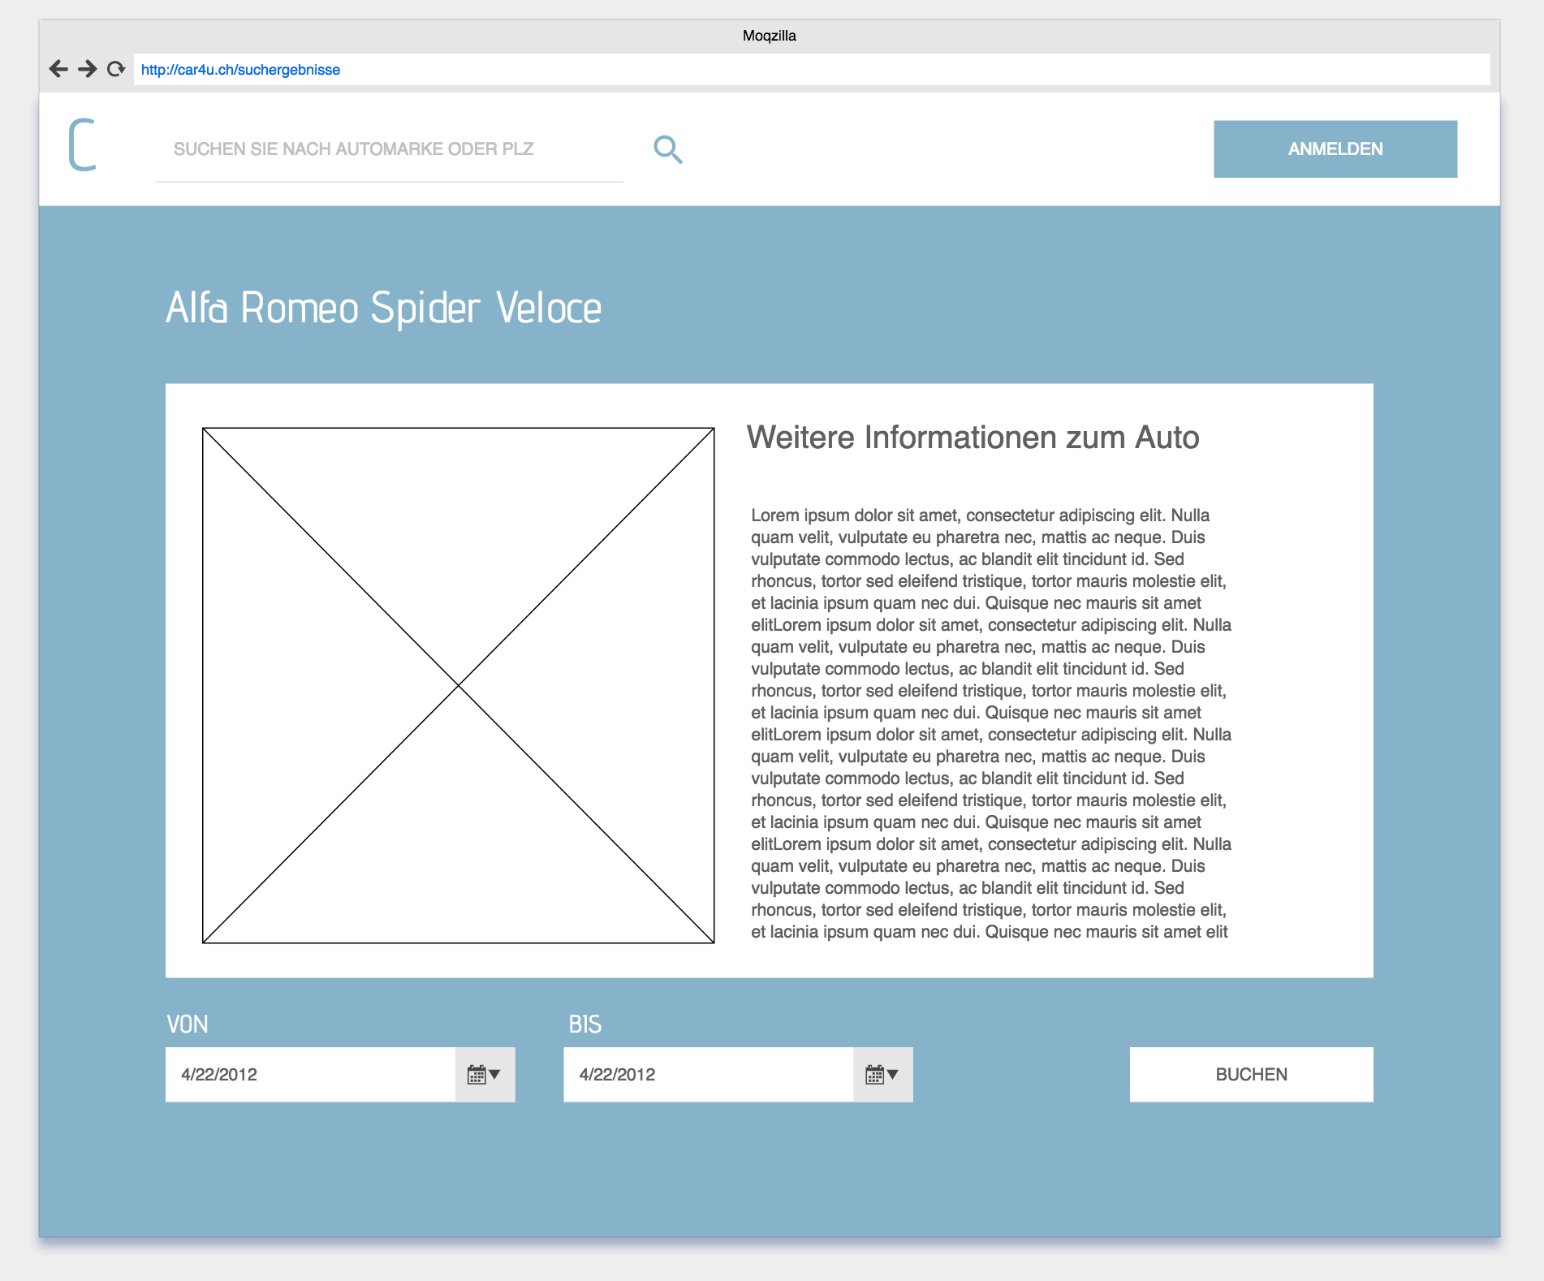 Moqzilla
http://car4u.ch/suchergebnisse
C
SUCHEN SIE NACH AUTOMARKE ODER PLZ
ANMELDEN
Alfa Romeo Spider Veloce
Weitere Informationen zum Auto
Lorem ipsum dolor sit amet, consectetur adipiscing elit. Nulla
quam velit, vulputate eu pharetra nec, mattis ac neque. Duis
vulputate commodo lectus, ac blandit elit tincidunt id. Sed
rhoncus, tortor sed eleifend tristique, tortor mauris molestie elit,
et lacinia ipsum quam nec dui. Quisque nec mauris sit amet
elitLorem ipsum dolor sit amet, consectetur adipiscing elit. Nulla
quam velit, vulputate eu pharetra nec, mattis ac neque. Duis
vulputate commodo lectus, ac blandit elit tincidunt id. Sed
rhoncus, tortor sed eleifend tristique, tortor mauris molestie elit,
et lacinia ipsum quam nec dui. Quisque nec mauris sit amet
elitLorem ipsum dolor sit amet, consectetur adipiscing elit. Nulla
quam velit, vulputate eu pharetra nec, mattis ac neque. Duis
vulputate commodo lectus, ac blandit elit tincidunt id. Sed
rhoncus, tortor sed eleifend tristique, tortor mauris molestie elit,
et lacinia ipsum quam nec dui. Quisque nec mauris sit amet
elitLorem ipsum dolor sit amet, consectetur adipiscing elit. Nulla
quam velit, vulputate eu pharetra nec, mattis ac neque. Duis
vulputate commodo lectus, ac blandit elit tincidunt id. Sed
rhoncus, tortor sed eleifend tristique, tortor mauris molestie elit,
et lacinia ipsum quam nec dui. Quisque nec mauris sit amet elit
VON
BIS
4/22/2012
4/22/2012
BUCHEN